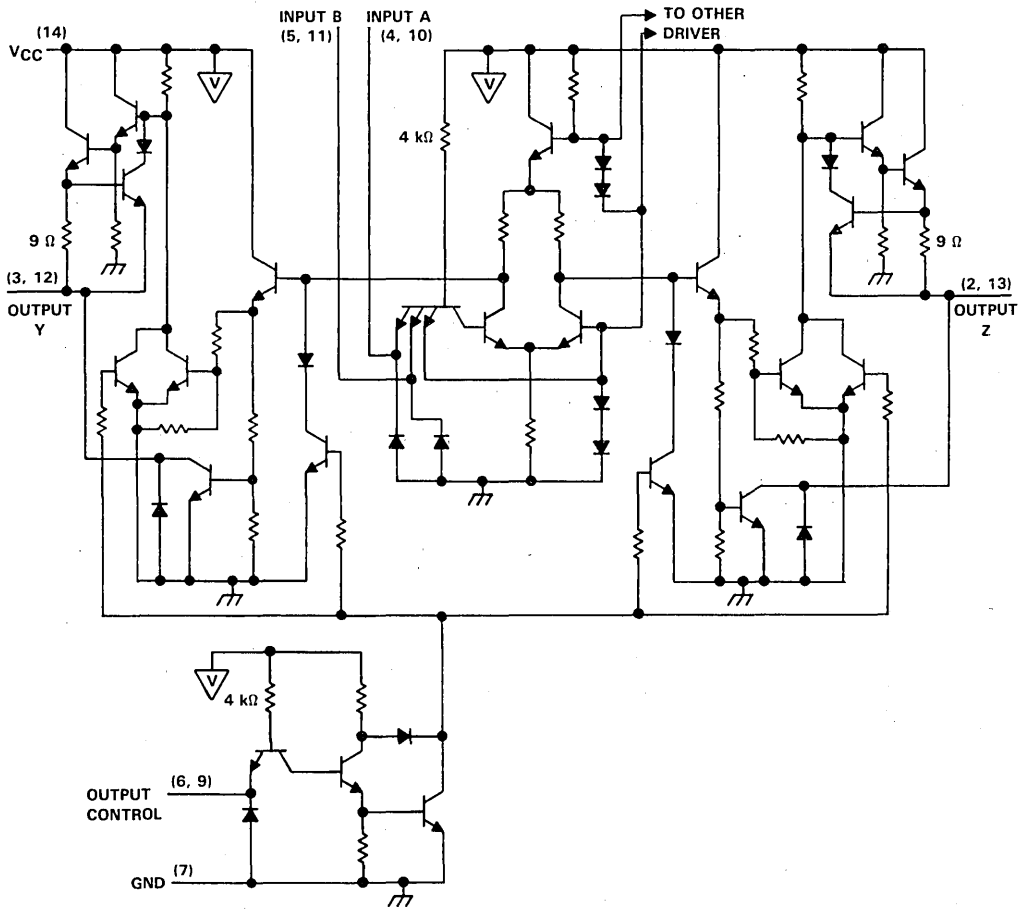 (14)
VCC
INPUT B
(5, 11)
INPUT A
(4, 10)
TO OTHER
DRIVER
V
V
4 kΩ
9 Ω
9 Ω
(3, 12)
OUTPUT
Y
(2, 13)
OUTPUT
Z
V
4 kΩ
OUTPUT
CONTROL
(6, 9)
GND
(7)